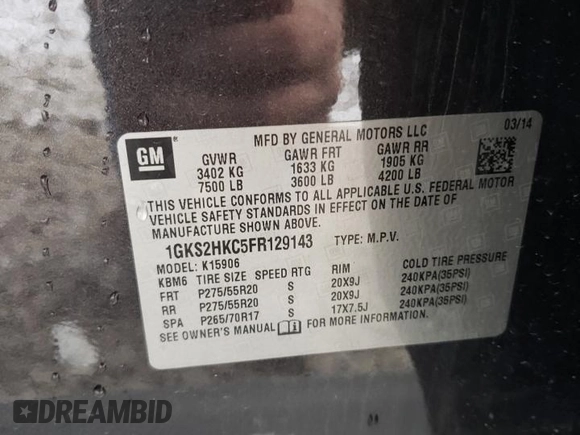 GM
MFD BY GENERAL MOTORS LLC 03/14
GVWR GAWR FRT GAWR RR
3402 KG 1633 KG 1905 KG
7500 LB 3600 LB 4200 LB
THIS VEHICLE CONFORMS TO ALL APPLICABLE U.S. FEDERAL MOTOR
VEHICLE SAFETY STANDARDS IN EFFECT ON THE DATE OF
MANUFACTURE SHOWN ABOVE.
1GKS2HKC5FR129143 TYPE: M.P.V.
MODEL: K15906
KBM6 TIRE SIZE SPEED RTG RIM COLD TIRE PRESSURE
FRT P275/55R20 S 20X9J 240KPA(35PSI)
RR P275/55R20 S 20X9J 240KPA(35PSI)
SPA P265/70R17 S 17X7.5J 240KPA(35PSI)
SEE OWNER'S MANUAL FOR MORE INFORMATION.
DREAMBID